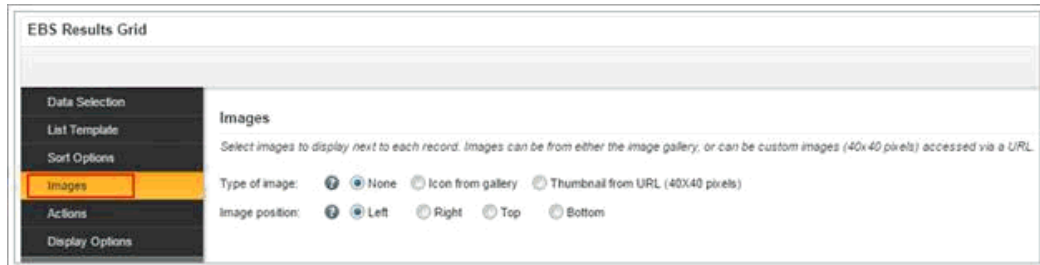 EBS Results Grid
Data Selection
List Template
Sort Options
Images
Actions
Display Options
Images
Select images to display next to each record. Images can be from either the image gallery, or can be custom images (40x40 pixels) accessed via a URL.
Type of image: ? None Icon from gallery Thumbnail from URL (40X40 pixels)
Image position: ? Left Right Top Bottom